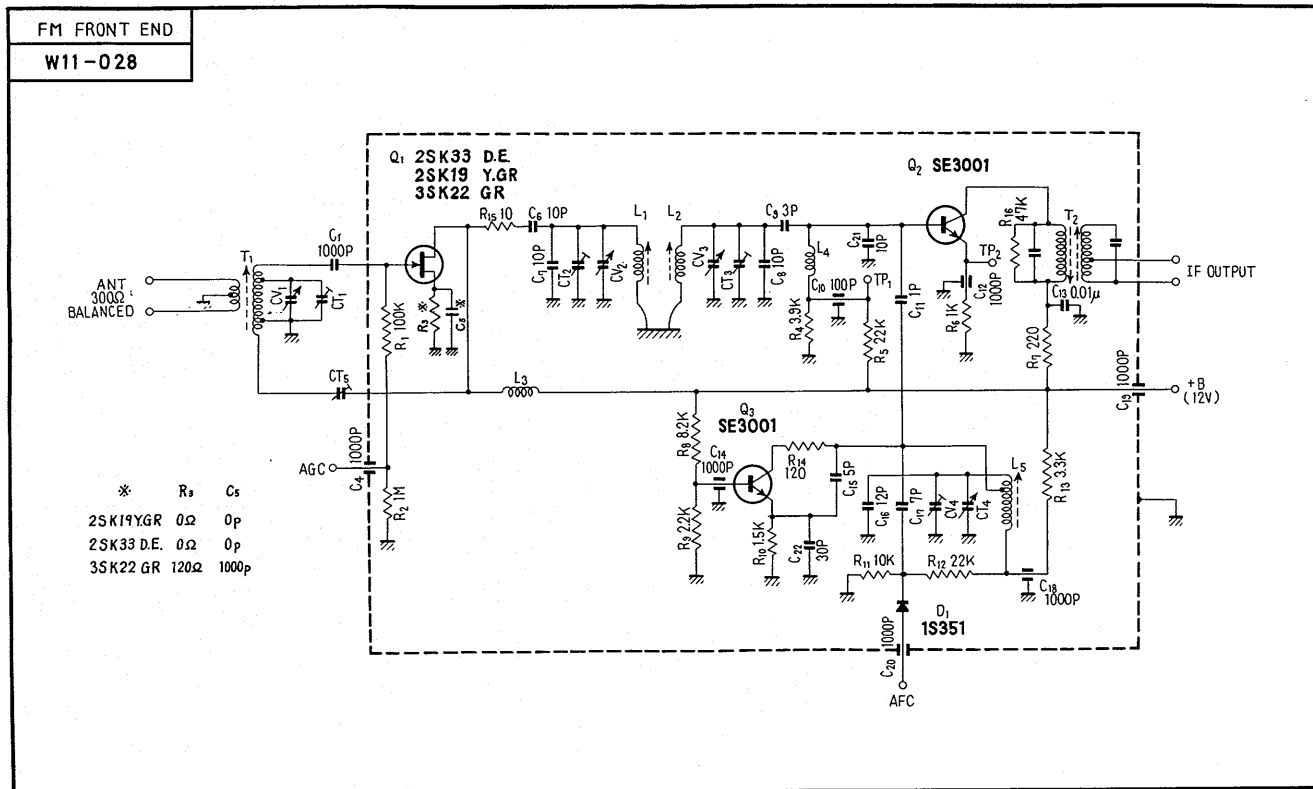 FM FRONT END
W11-028
Q1 2SK33 D.E.
2SK19 Y.GR
3SK22 GR
Q2 SE3001
R15 10
C6 10P
L1
L2
C9 3P
R16 47K
T2
T1
C1 1000P
ANT
300Ω
BALANCED
CV1
CT1
R1 100K
R3 ※
C5 ※
C7 10P
CT2
CV2
CV3
CT3
C8 10P
L4
C21 10P
TP2
C12 1000P
IF OUTPUT
C10 100P
TP1
C11 1P
C13 0.01μ
R4 3.9K
R5 22K
R6 1K
R7 220
CT5
L3
C19 1000P
+B
(12V)
Q3
SE3001
R8 8.2K
C14 1000P
R14 120
C15 5P
L5
R13 3.3K
AGC
C4 1000P
R2 1M
R9 2.2K
R10 1.5K
C22 30P
C16 12P
C17 7P
CV4
CT4
R11 10K
R12 22K
C18 1000P
D1
1S351
C20 1000P
AFC
※ R3 C5
2SK19Y.GR 0Ω 0p
2SK33 D.E. 0Ω 0p
3SK22 GR 120Ω 1000p